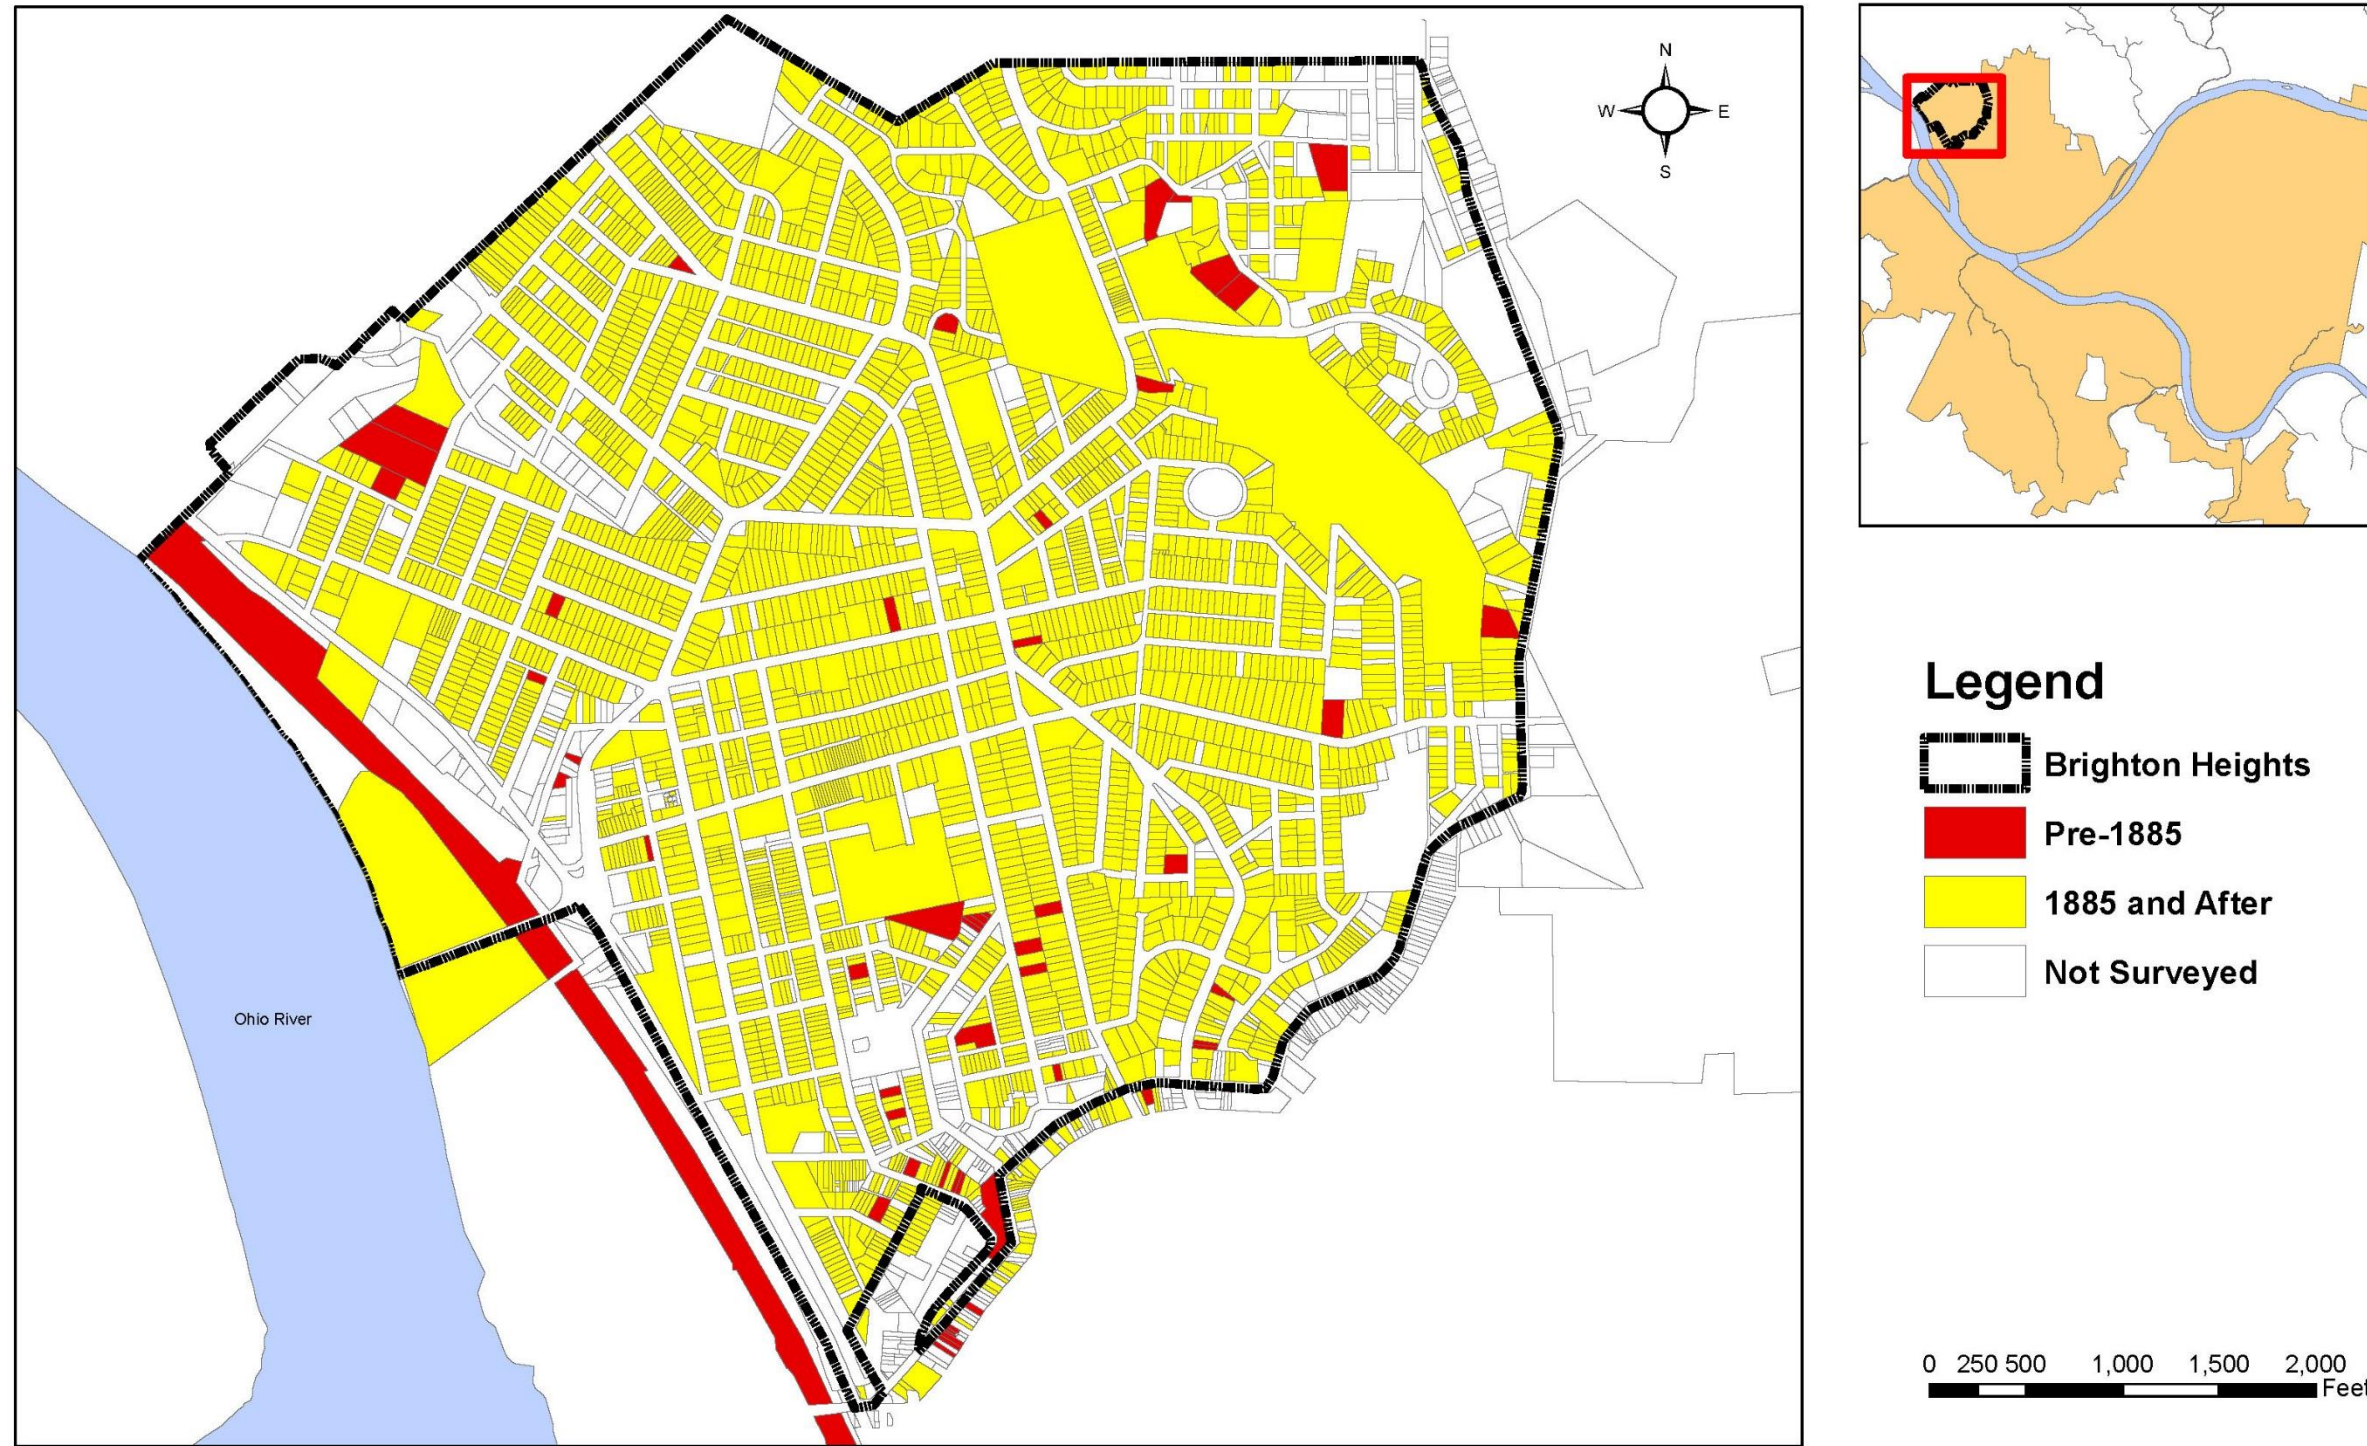 N
W E
S
Ohio River
Legend
Brighton Heights
Pre-1885
1885 and After
Not Surveyed
0 250 500 1,000 1,500 2,000
Feet